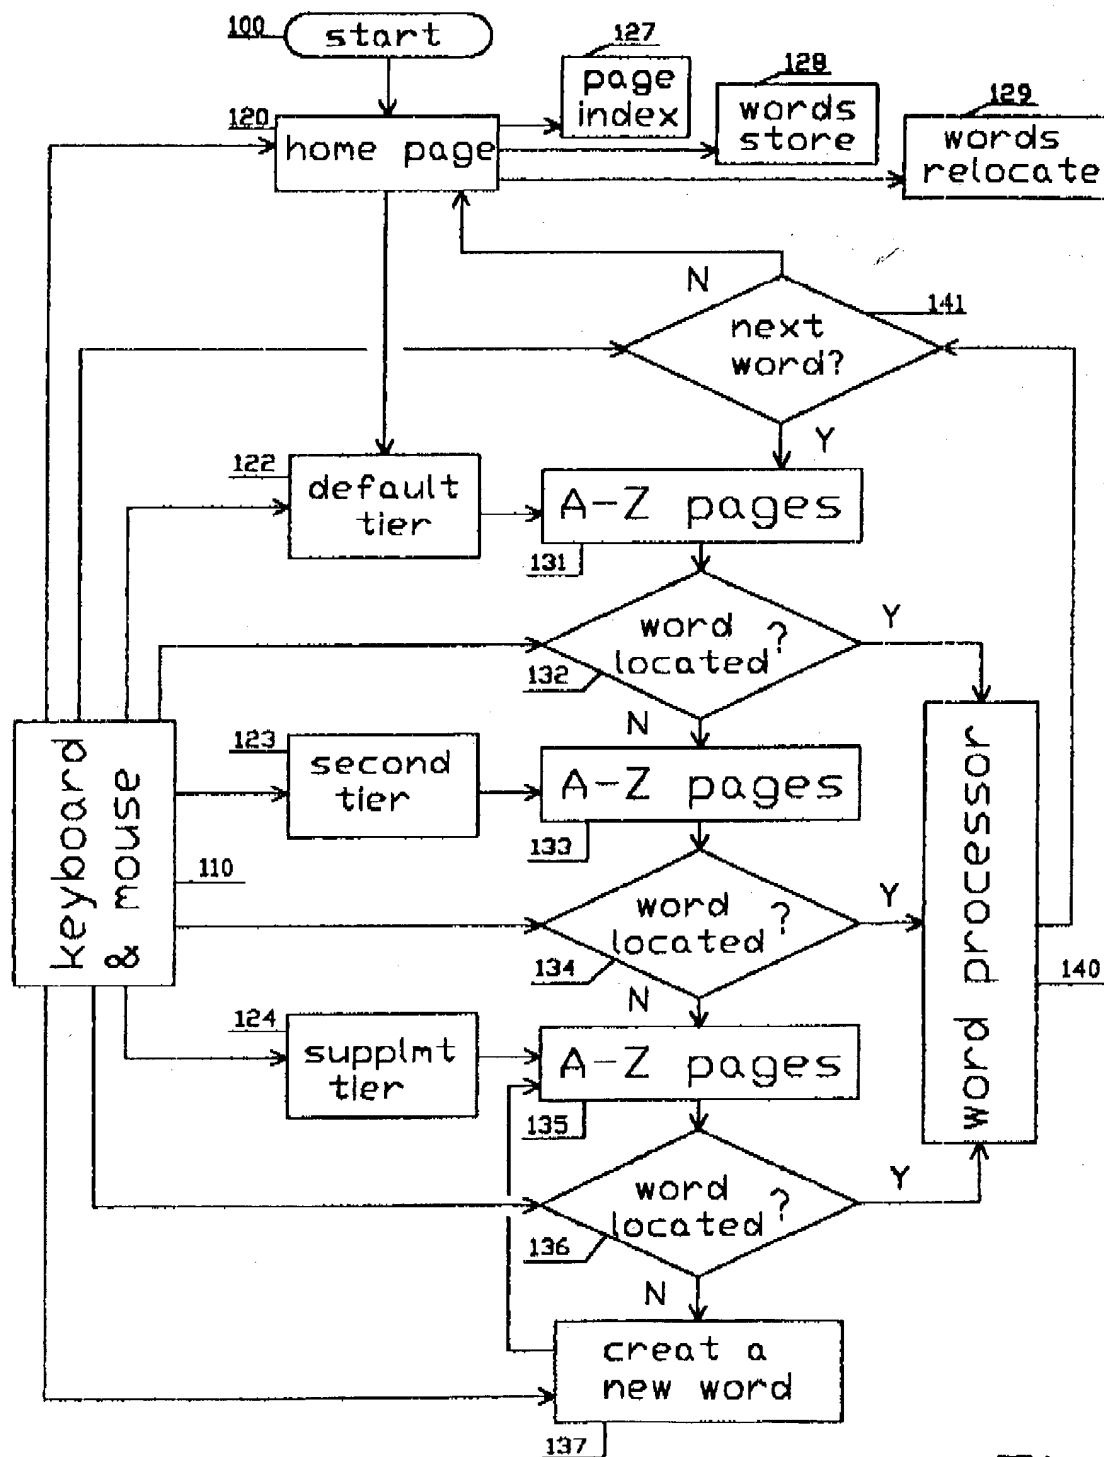 100 start
127
page
index
128
words
store
129
words
relocate
120
home page
N
141
next
word?
Y
122
default
tier
A-Z pages
131
word
located?
Y
132
N
123
second
tier
A-Z pages
133
keyboard
& mouse
110
word
located?
Y
134
N
word processor
140
124
supplmt
tier
A-Z pages
135
word
located?
Y
136
N
creat a
new word
137